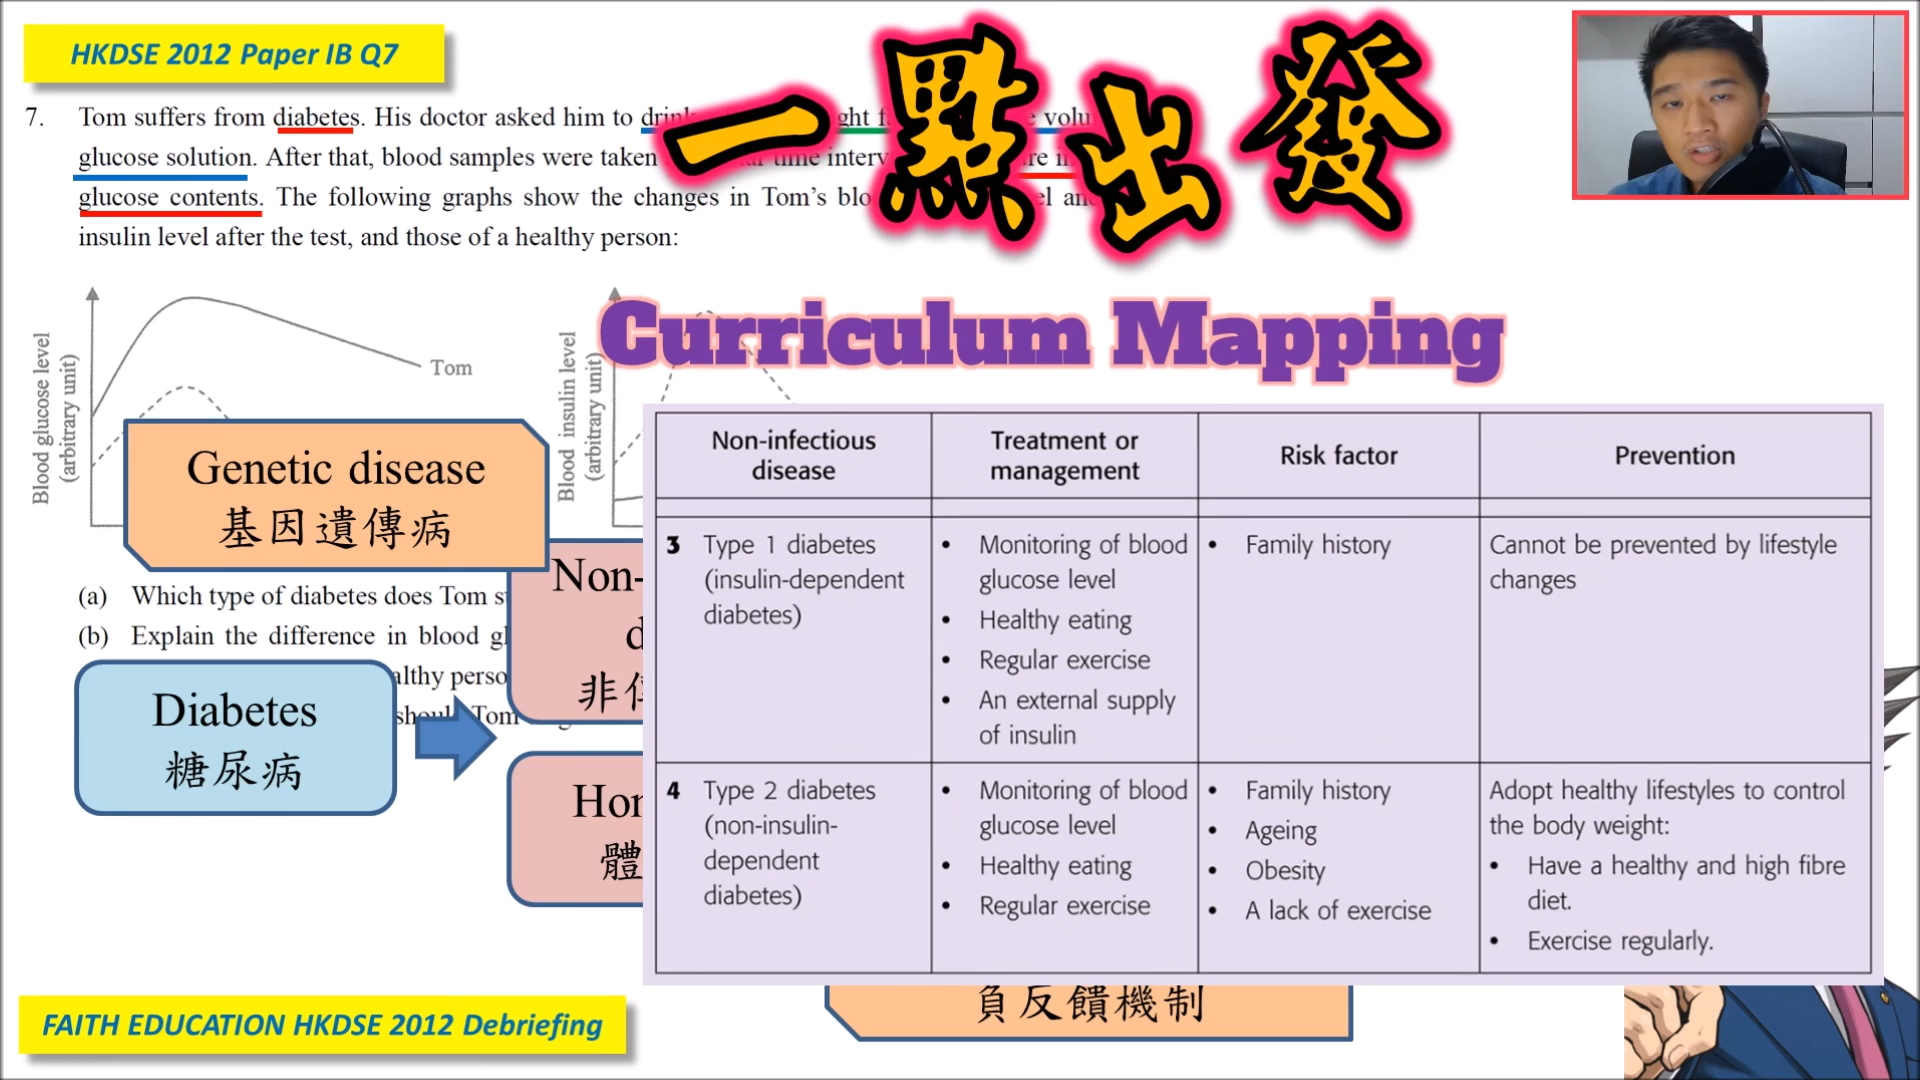 HKDSE 2012 Paper IB Q7
一點出發
7. Tom suffers from diabetes. His doctor asked him to
glucose solution. After that, blood samples were taken time
glucose contents. The following graphs show the changes in Tom's
insulin level after the test, and those of a healthy person:
Curriculum Mapping
Blood glucose level
(arbitrary unit)
Tom
Blood insulin level
(arbitrary unit)
Genetic disease
基因遺傳病
Non-
非
(a) Which type of diabetes does Tom
(b) Explain the difference in blood
Diabetes
糖尿病
Tom
體
Non-infectious disease
Treatment or management
Risk factor
Prevention
3 Type 1 diabetes
(insulin-dependent
diabetes)
• Monitoring of blood
glucose level
• Healthy eating
• Regular exercise
• An external supply
of insulin
• Family history
Cannot be prevented by lifestyle
changes
4 Type 2 diabetes
(non-insulin-
dependent
diabetes)
• Monitoring of blood
glucose level
• Healthy eating
• Regular exercise
• Family history
• Ageing
• Obesity
• A lack of exercise
Adopt healthy lifestyles to control
the body weight:
• Have a healthy and high fibre
diet.
• Exercise regularly.
負反饋機制
FAITH EDUCATION HKDSE 2012 Debriefing